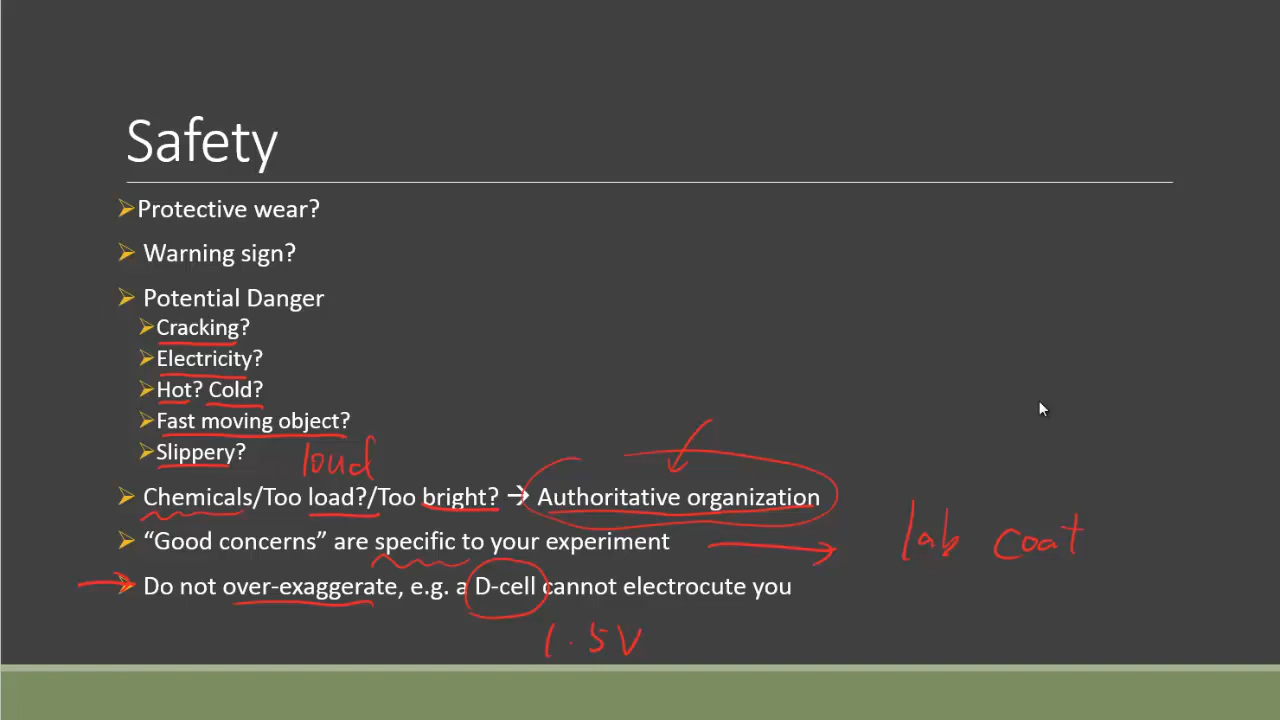 Safety
Protective wear?
Warning sign?
Potential Danger
Cracking?
Electricity?
Hot? Cold?
Fast moving object?
Slippery?
loud
Chemicals/Too load?/Too bright? → Authoritative organization
“Good concerns” are specific to your experiment
lab coat
Do not over-exaggerate, e.g. a D-cell cannot electrocute you
1.5V